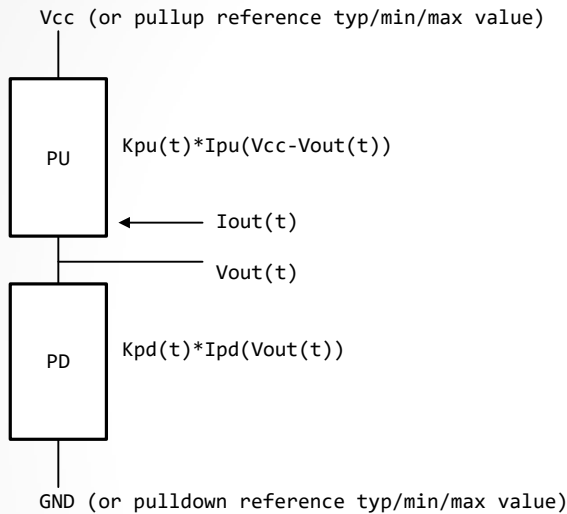 Vcc (or pullup reference typ/min/max value)
PU
Kpu(t)*Ipu(Vcc-Vout(t))
Iout(t)
Vout(t)
PD
Kpd(t)*Ipd(Vout(t))
GND (or pulldown reference typ/min/max value)